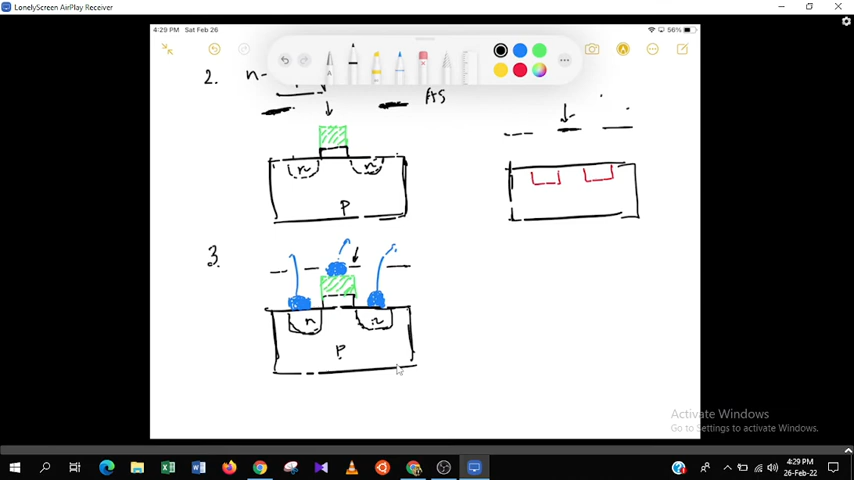 LonelyScreen AirPlay Receiver
4:29 PM Sat Feb 26
56%
A
2. n-
AS
n
n
P
3.
n
n
P
Activate Windows
Go to Settings to activate Windows.
4:29 PM
26-Feb-22